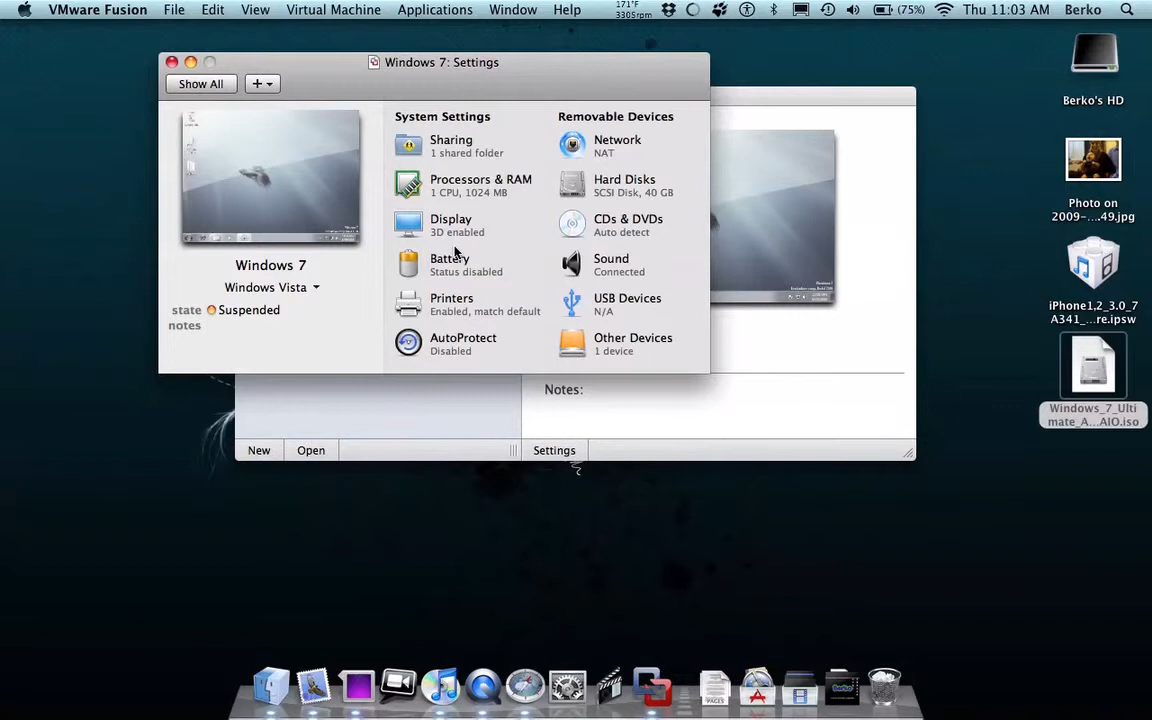 VMware Fusion File Edit View Virtual Machine Applications Window Help 171°F 3305rpm (75%) Thu 11:03 AM Berko
Windows 7: Settings
Show All +
System Settings
Sharing
1 shared folder
Processors & RAM
1 CPU, 1024 MB
Display
3D enabled
Battery
Status disabled
Printers
Enabled, match default
AutoProtect
Disabled
Removable Devices
Network
NAT
Hard Disks
SCSI Disk, 40 GB
CDs & DVDs
Auto detect
Sound
Connected
USB Devices
N/A
Other Devices
1 device
Windows 7
Windows Vista
state Suspended
notes
Notes:
New Open Settings
Berko's HD
Photo on
2009-...49.jpg
iPhone1,2_3.0_7
A341_...re.ipsw
Windows_7_Ulti
mate_A...AIO.iso
PAGES
Berko